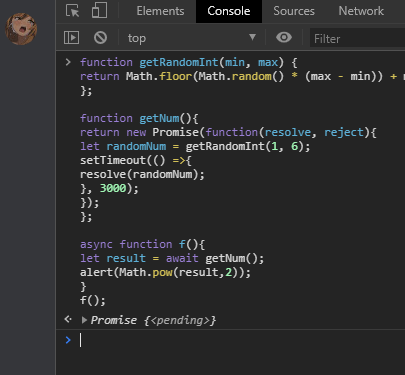 Elements Console Sources Network
top Filter
> function getRandomInt(min, max) {
return Math.floor(Math.random() * (max - min)) +
};
function getNum(){
return new Promise(function(resolve, reject){
let randomNum = getRandomInt(1, 6);
setTimeout(() =>{
resolve(randomNum);
}, 3000);
});
};
async function f(){
let result = await getNum();
alert(Math.pow(result,2));
}
f();
Promise {<pending>}
>